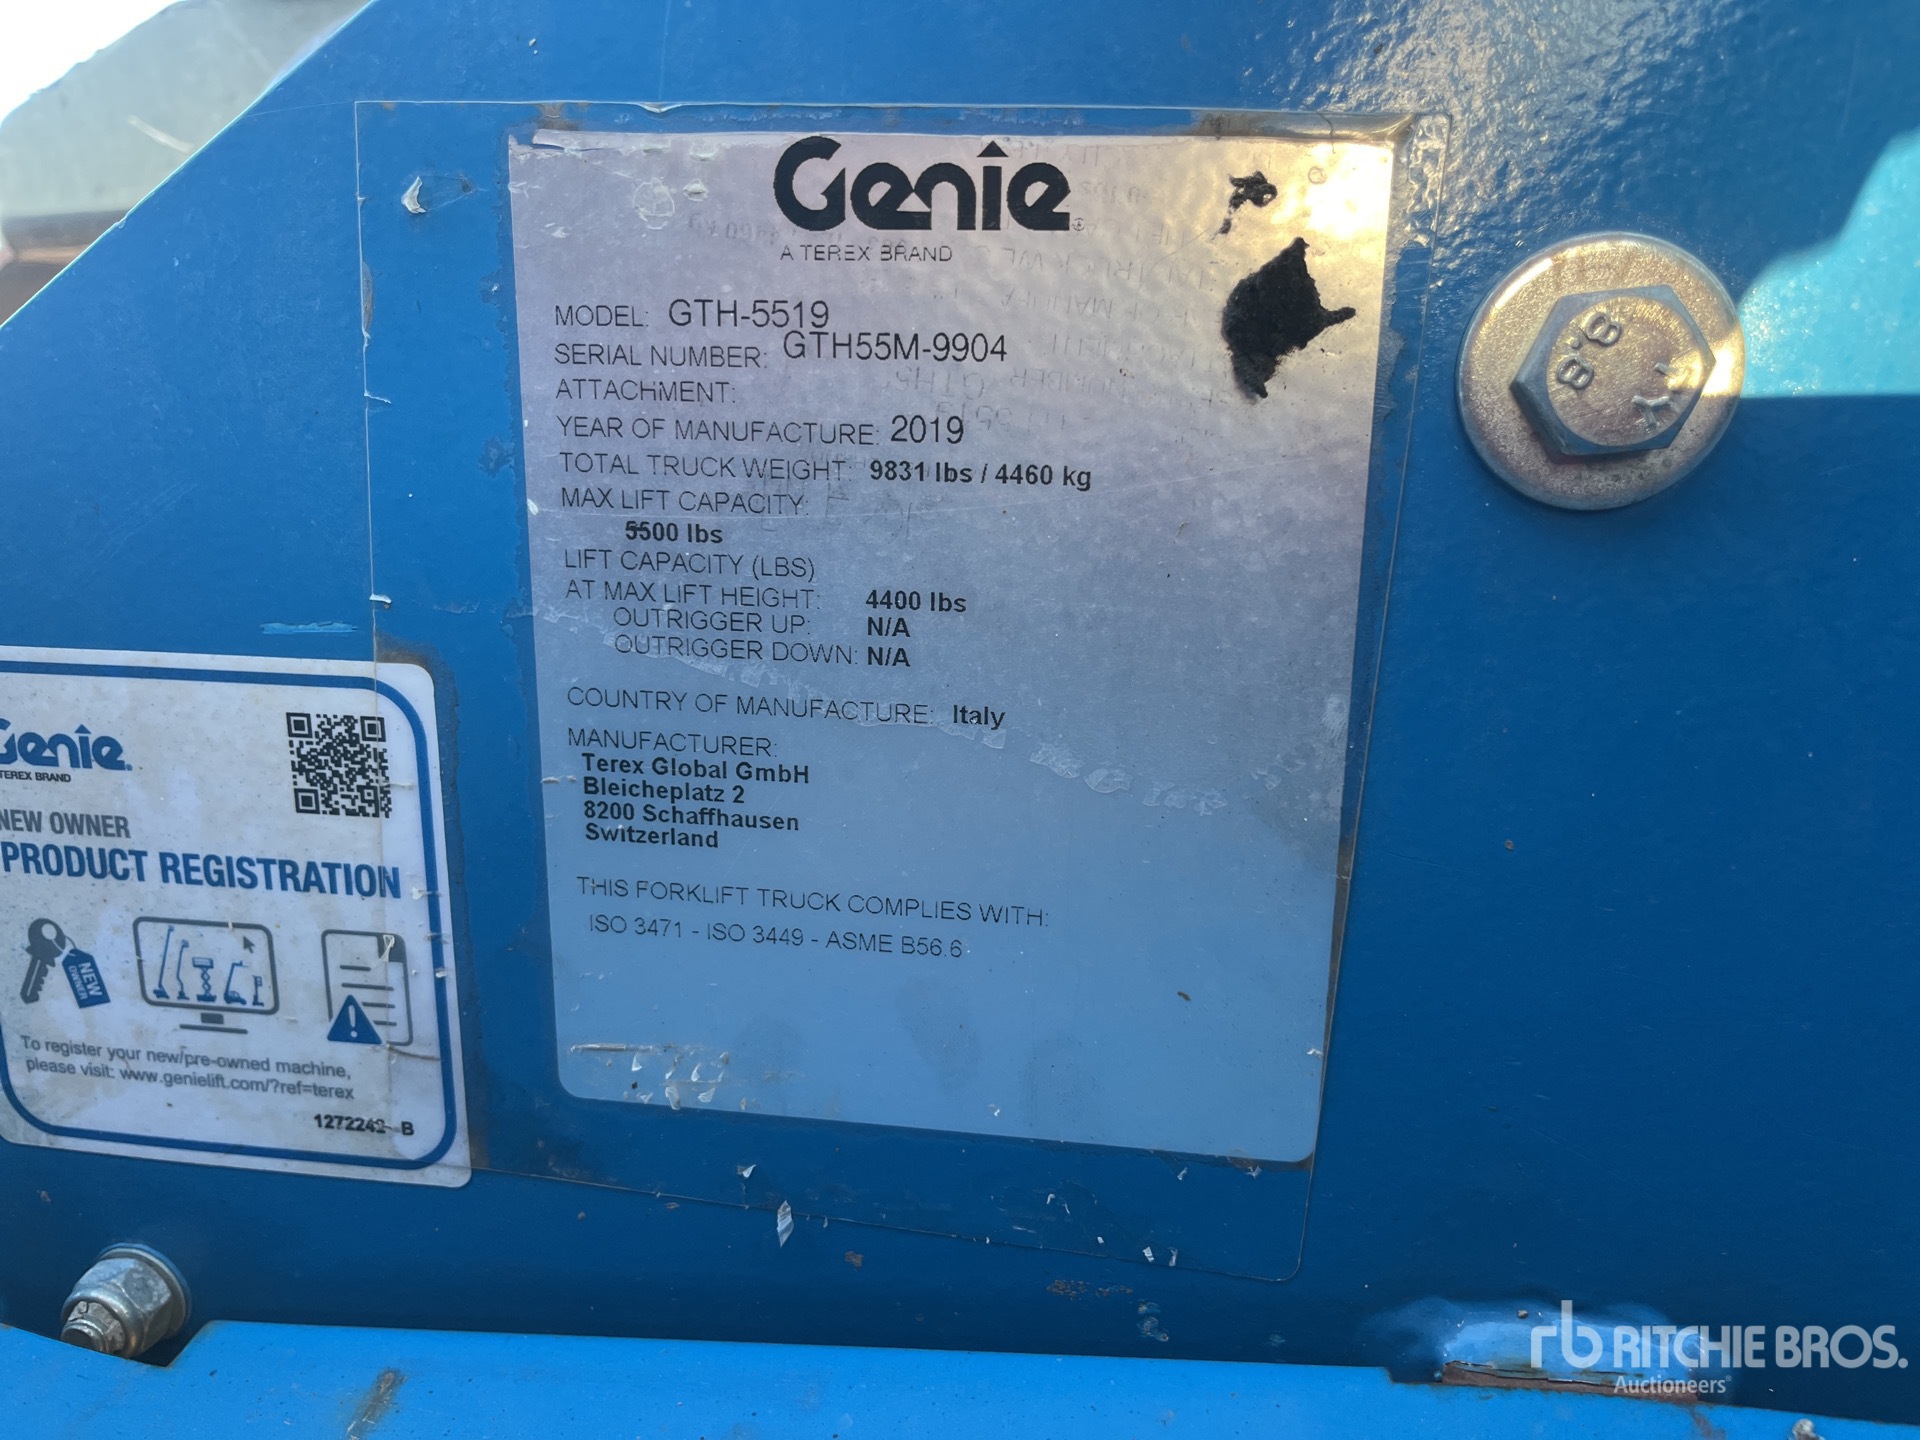 Genie
A TEREX BRAND
MODEL: GTH-5519
SERIAL NUMBER: GTH55M-9904
ATTACHMENT:
YEAR OF MANUFACTURE: 2019
TOTAL TRUCK WEIGHT: 9831 lbs / 4460 kg
MAX LIFT CAPACITY:
5500 lbs
LIFT CAPACITY (LBS)
AT MAX LIFT HEIGHT: 4400 lbs
OUTRIGGER UP: N/A
OUTRIGGER DOWN: N/A
COUNTRY OF MANUFACTURE: Italy
MANUFACTURER:
Terex Global GmbH
Bleicheplatz 2
8200 Schaffhausen
Switzerland
THIS FORKLIFT TRUCK COMPLIES WITH:
ISO 3471 - ISO 3449 - ASME B56.6
Genie
TEREX BRAND
NEW OWNER
PRODUCT REGISTRATION
NEW
OWNER
To register your new/pre-owned machine,
please visit: www.genielift.com/?ref=terex
1272242 B
8.8
rb RITCHIE BROS.
Auctioneers